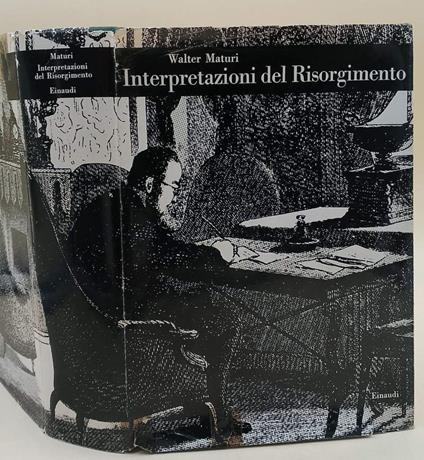 Maturi
Interpretazioni
del Risorgimento
Einaudi
Walter Maturi
Interpretazioni del Risorgimento
Einaudi